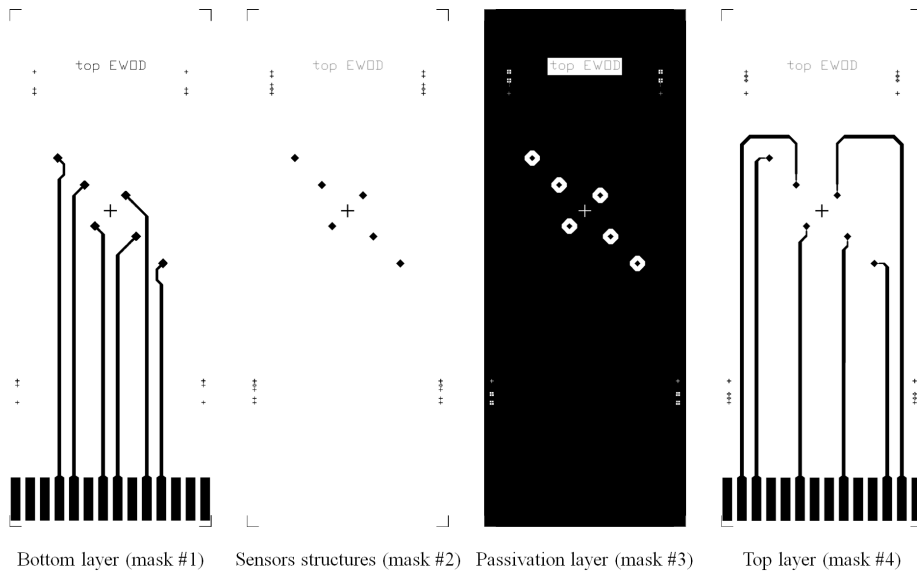 top EWOD top EWOD top EWOD top EWOD
Bottom layer (mask #1) Sensors structures (mask #2) Passivation layer (mask #3) Top layer (mask #4)